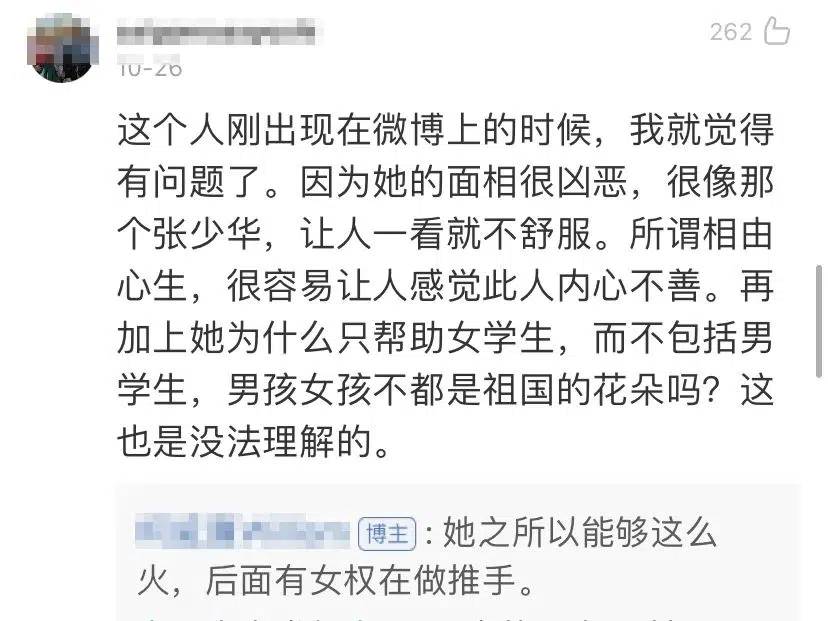 262
10-26
这个人刚出现在微博上的时候，我就觉得
有问题了。因为她的面相很凶恶，很像那
个张少华，让人一看就不舒服。所谓相由
心生，很容易让人感觉此人内心不善。再
加上她为什么只帮助女学生，而不包括男
学生，男孩女孩不都是祖国的花朵吗？这
也是没法理解的。
博主：她之所以能够这么
火，后面有女权在做推手。